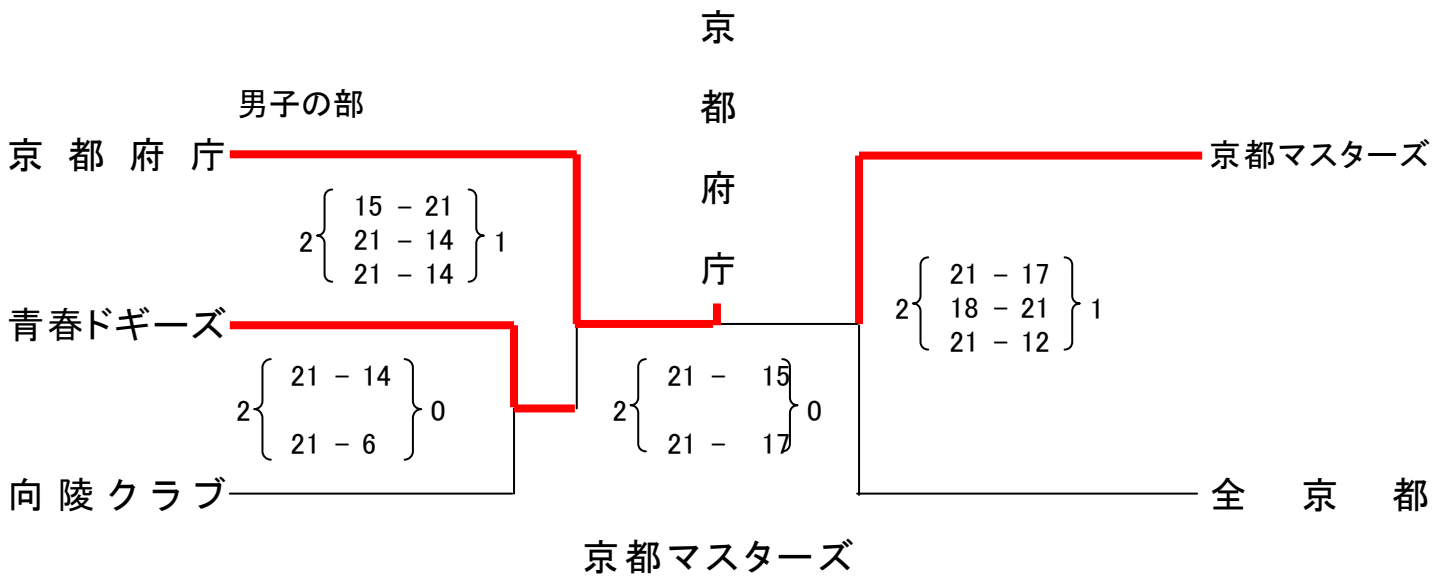 京都府庁
男子の部
京都府庁
京都マスターズ
2 { 15 － 21 } 1
21 － 14
21 － 14
2 { 21 － 17 } 1
18 － 21
21 － 12
青春ドギーズ
2 { 21 － 14 } 0
21 － 6
2 { 21 － 15 } 0
21 － 17
向陵クラブ
全京都
京都マスターズ